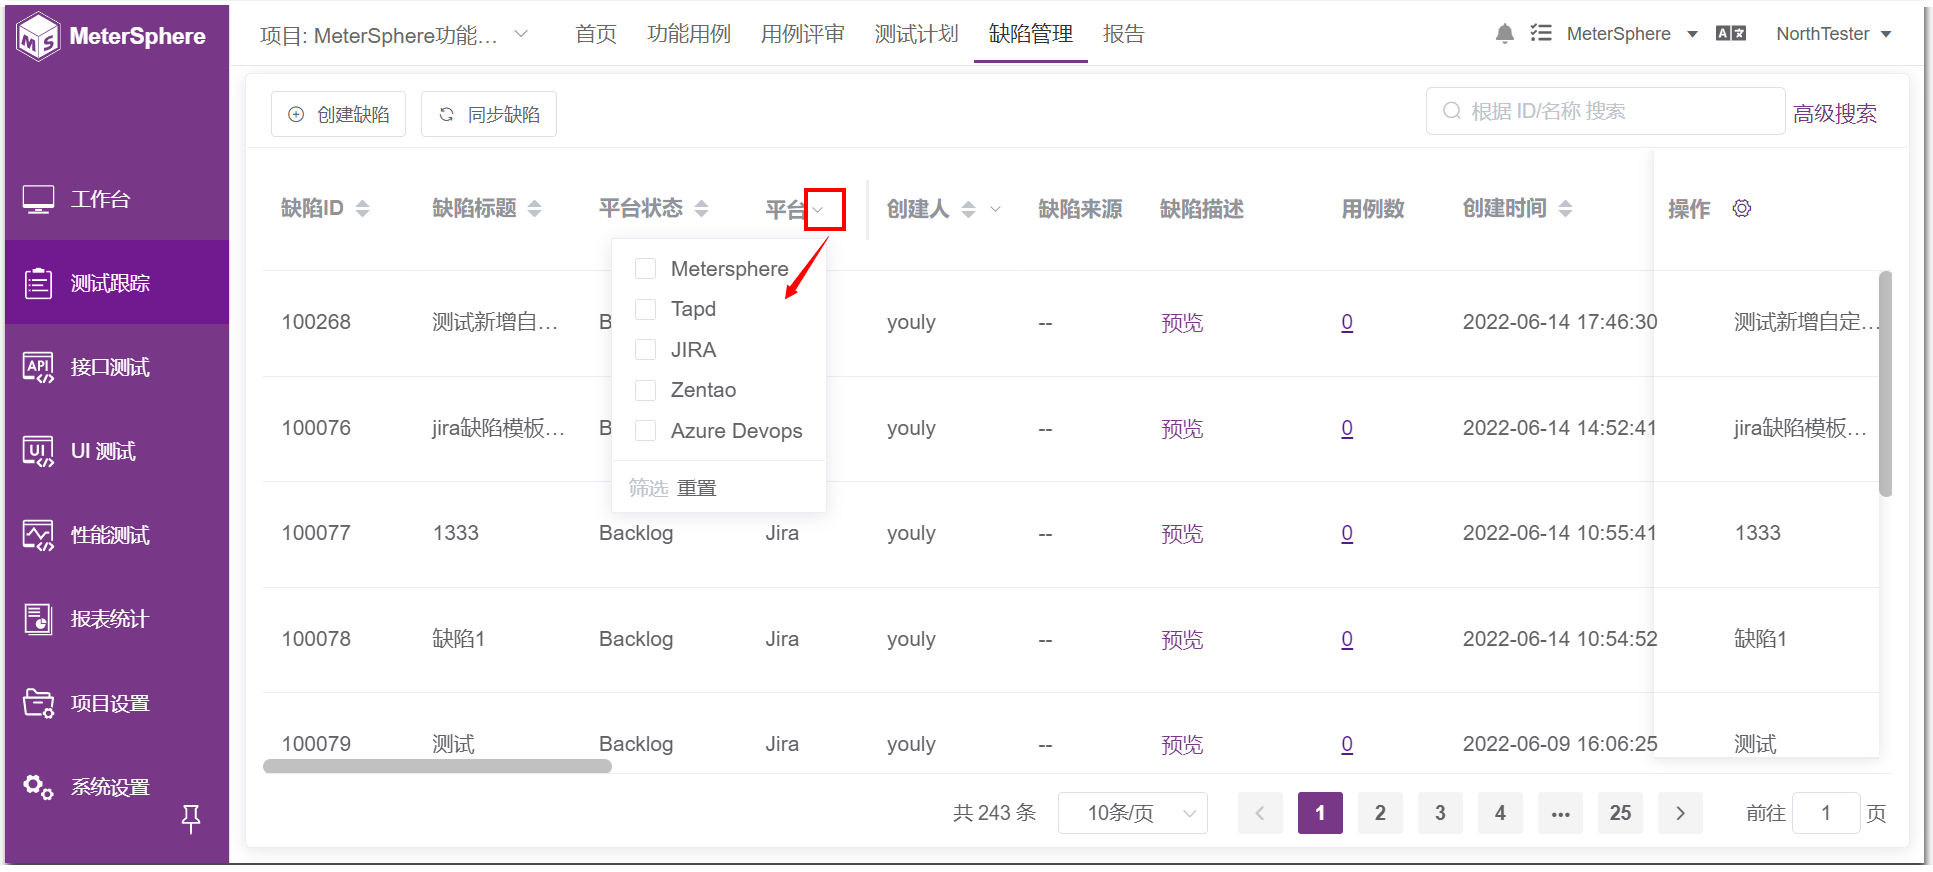 MeterSphere
项目: MeterSphere功能...
首页
功能用例
用例评审
测试计划
缺陷管理
报告
MeterSphere
NorthTester
工作台
测试跟踪
接口测试
UI 测试
性能测试
报表统计
项目设置
系统设置
创建缺陷
同步缺陷
根据 ID/名称 搜索
高级搜索
缺陷ID 缺陷标题 平台状态 平台 创建人 缺陷来源 缺陷描述 用例数 创建时间 操作
Metersphere
Tapd
JIRA
Zentao
Azure Devops
筛选 重置
100268 测试新增自... B youly -- 预览 0 2022-06-14 17:46:30 测试新增自定...
100076 jira缺陷模板... B youly -- 预览 0 2022-06-14 14:52:41 jira缺陷模板...
100077 1333 Backlog Jira youly -- 预览 0 2022-06-14 10:55:41 1333
100078 缺陷1 Backlog Jira youly -- 预览 0 2022-06-14 10:54:52 缺陷1
100079 测试 Backlog Jira youly -- 预览 0 2022-06-09 16:06:25 测试
共 243 条 10条/页 < 1 2 3 4 ... 25 > 前往 1 页